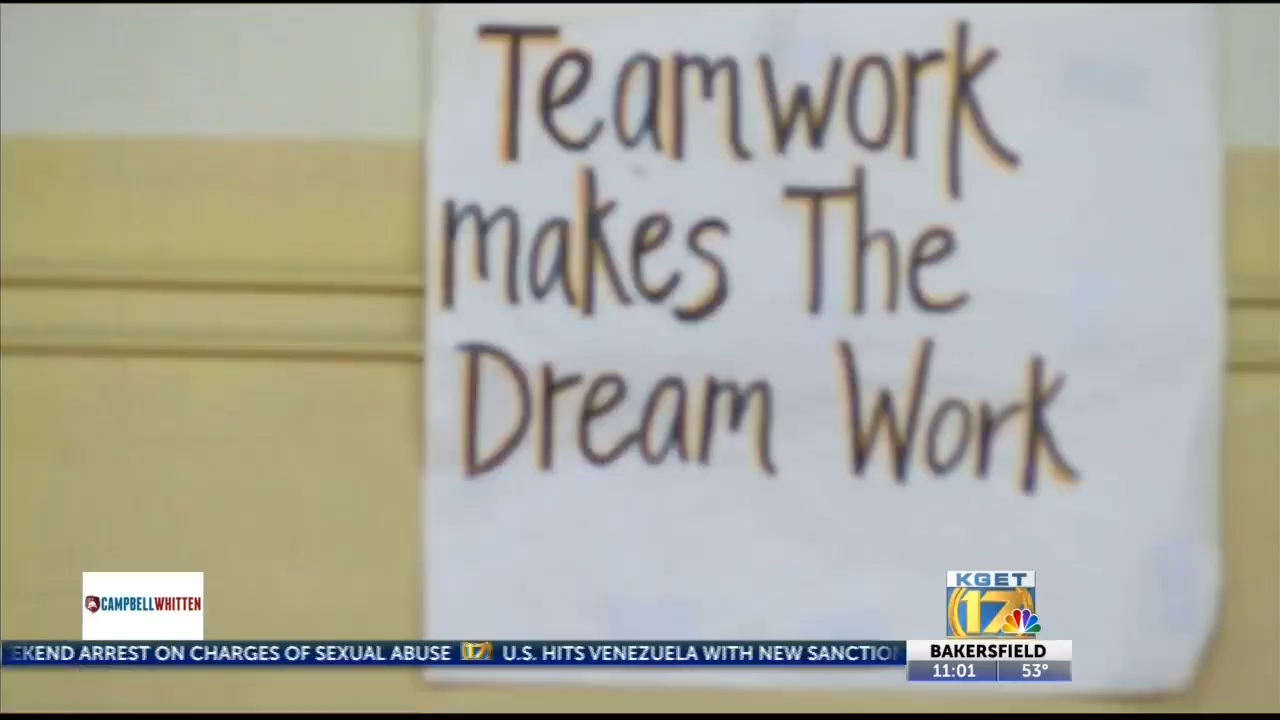 Teamwork
makes The
Dream Work
CAMPBELLWHITTEN
KGET
17
EKEND ARREST ON CHARGES OF SEXUAL ABUSE 17 U.S. HITS VENEZUELA WITH NEW SANCTIO
BAKERSFIELD
11:01 53°